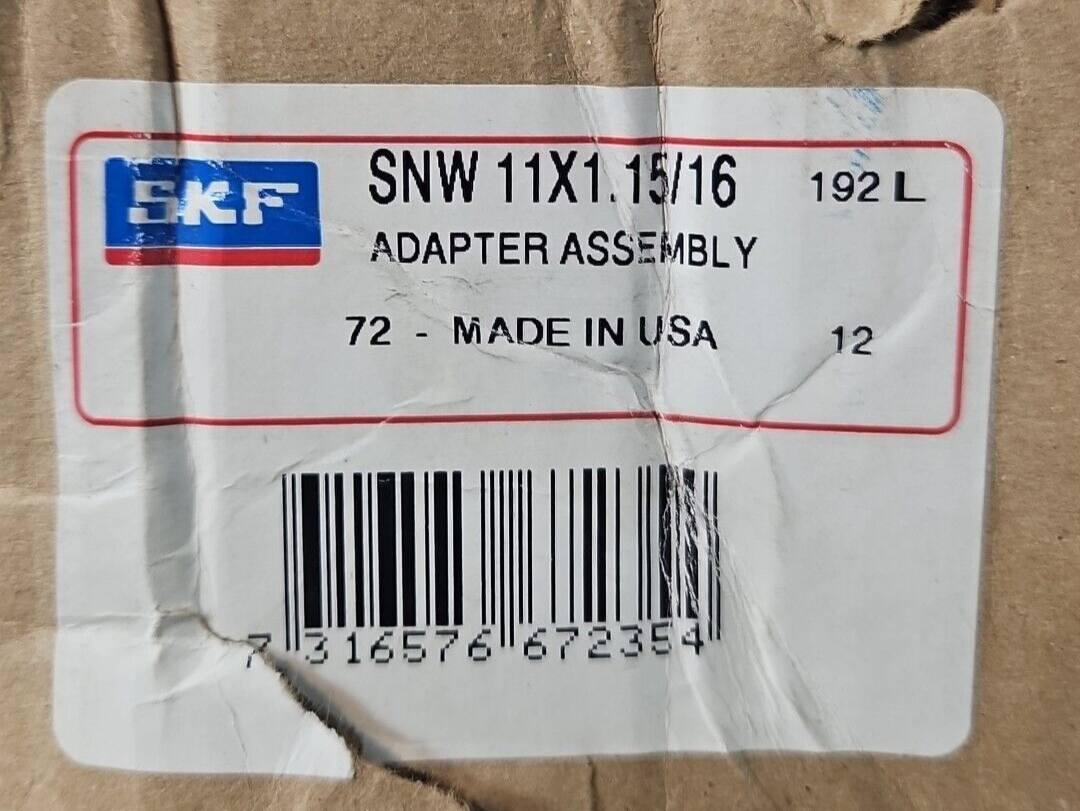 SKF
SNW 11X1.15/16 192 L
ADAPTER ASSEMBLY
72 - MADE IN USA 12
7 316576 672354